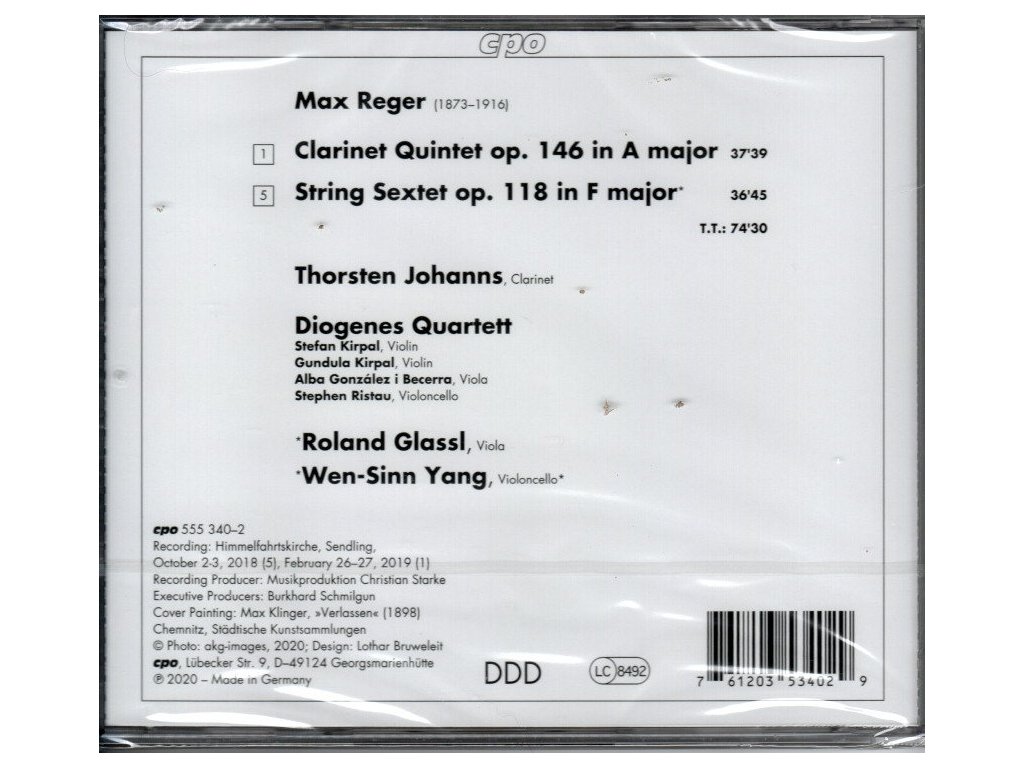 cpo
Max Reger (1873–1916)
1 Clarinet Quintet op. 146 in A major 37'39
5 String Sextet op. 118 in F major* 36'45
T.T.: 74'30
Thorsten Johanns, Clarinet
Diogenes Quartett
Stefan Kirpal, Violin
Gundula Kirpal, Violin
Alba González i Becerra, Viola
Stephen Ristau, Violoncello
*Roland Glassl, Viola
*Wen-Sinn Yang, Violoncello*
cpo 555 340–2
Recording: Himmelfahrtskirche, Sendling,
October 2-3, 2018 (5), February 26–27, 2019 (1)
Recording Producer: Musikproduktion Christian Starke
Executive Producers: Burkhard Schmilgun
Cover Painting: Max Klinger, »Verlassen« (1898)
Chemnitz, Städtische Kunstsammlungen
© Photo: akg-images, 2020; Design: Lothar Bruweleit
cpo, Lübecker Str. 9, D–49124 Georgsmarienhütte
℗ 2020 – Made in Germany
DDD
LC 8492
7 61203 53402 9